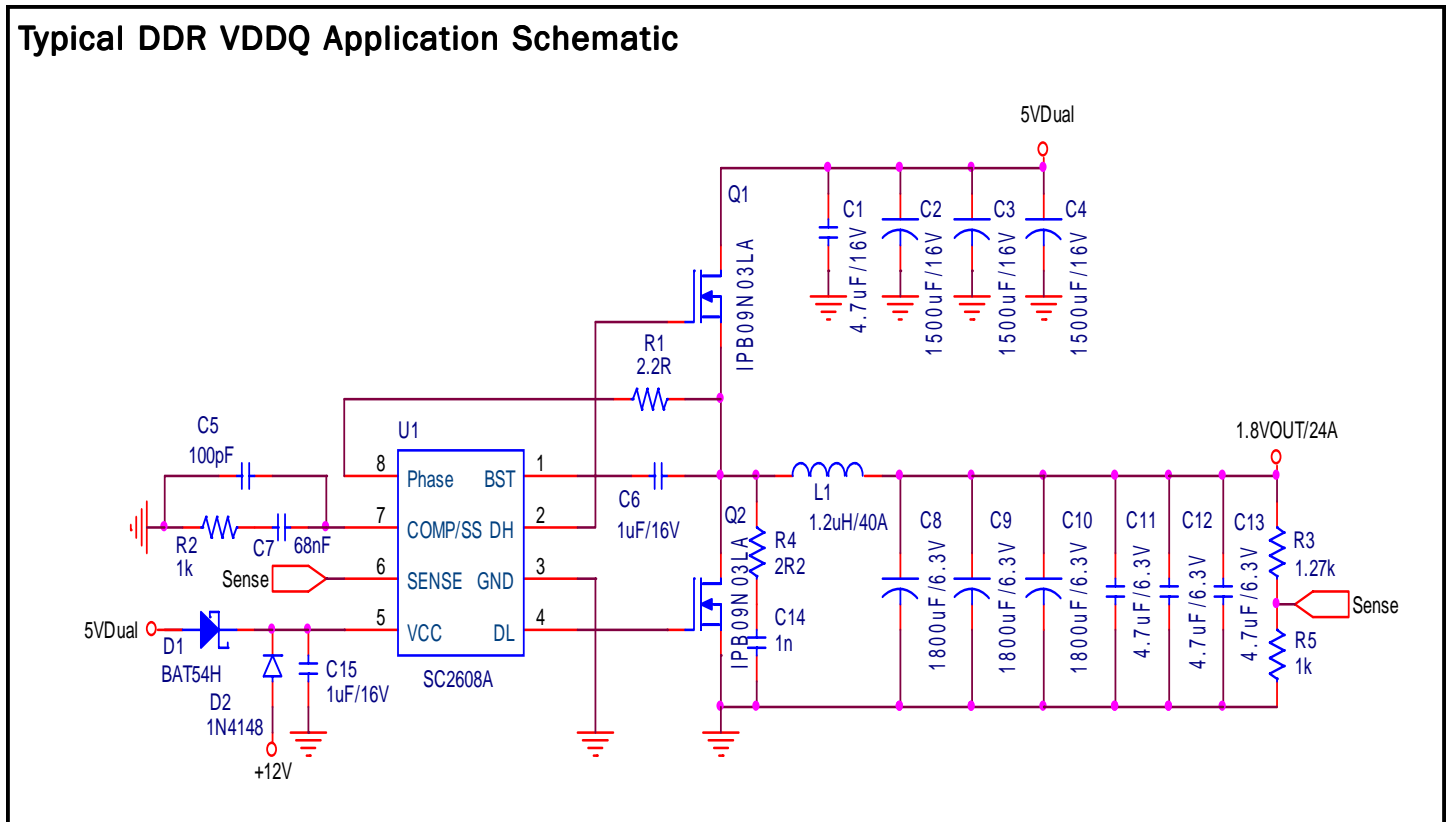 Typical DDR VDDQ Application Schematic
5VDual
Q1
IPB09N03LA
C1
4.7uF/16V
C2
1500uF/16V
C3
1500uF/16V
C4
1500uF/16V
R1
2.2R
C5
100pF
U1
8
Phase
BST
1
7
COMP/SS
DH
2
6
SENSE
GND
3
5
VCC
DL
4
SC2608A
R2
1k
C7
68nF
Sense
5VDual
D1
BAT54H
D2
1N4148
C15
1uF/16V
+12V
C6
1uF/16V
Q2
IPB09N03LA
R4
2R2
C14
1n
L1
1.2uH/40A
1.8VOUT/24A
C8
1800uF/6.3V
C9
1800uF/6.3V
C10
1800uF/6.3V
C11
4.7uF/6.3V
C12
4.7uF/6.3V
C13
4.7uF/6.3V
R3
1.27k
Sense
R5
1k